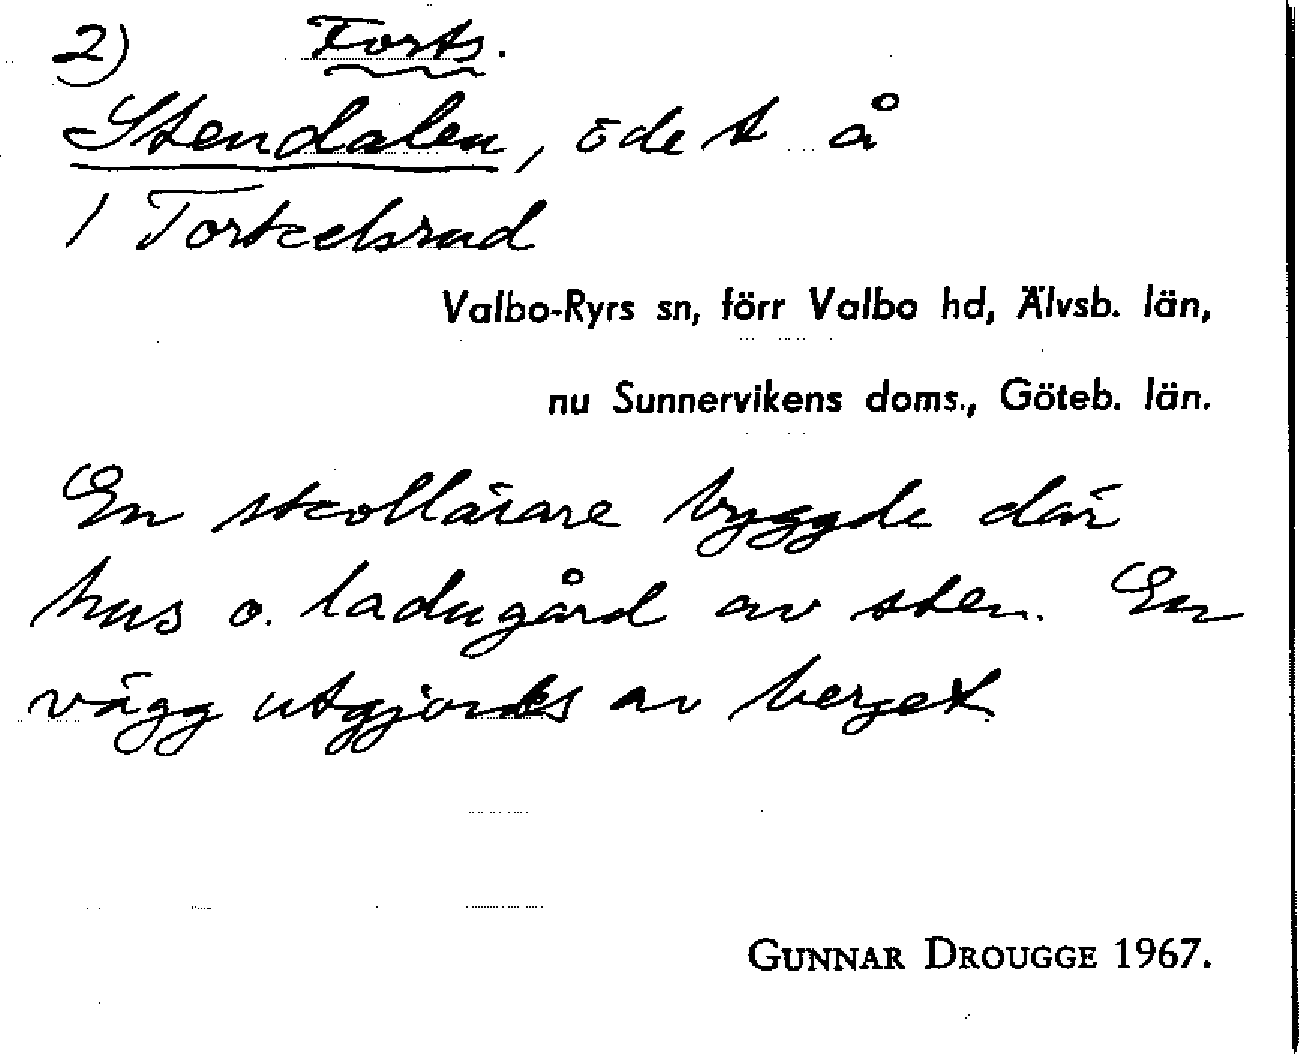 2) Forts.
Stendalen, öde t å
1 Torkelsrud
Valbo-Ryrs sn, förr Valbo hd, Älvsb. län,
nu Sunnervikens doms., Göteb. län.
En skollärare byggde där
hus o. ladugård av sten. En
vägg utgjordes av berget.
GUNNAR DROUGGE 1967.